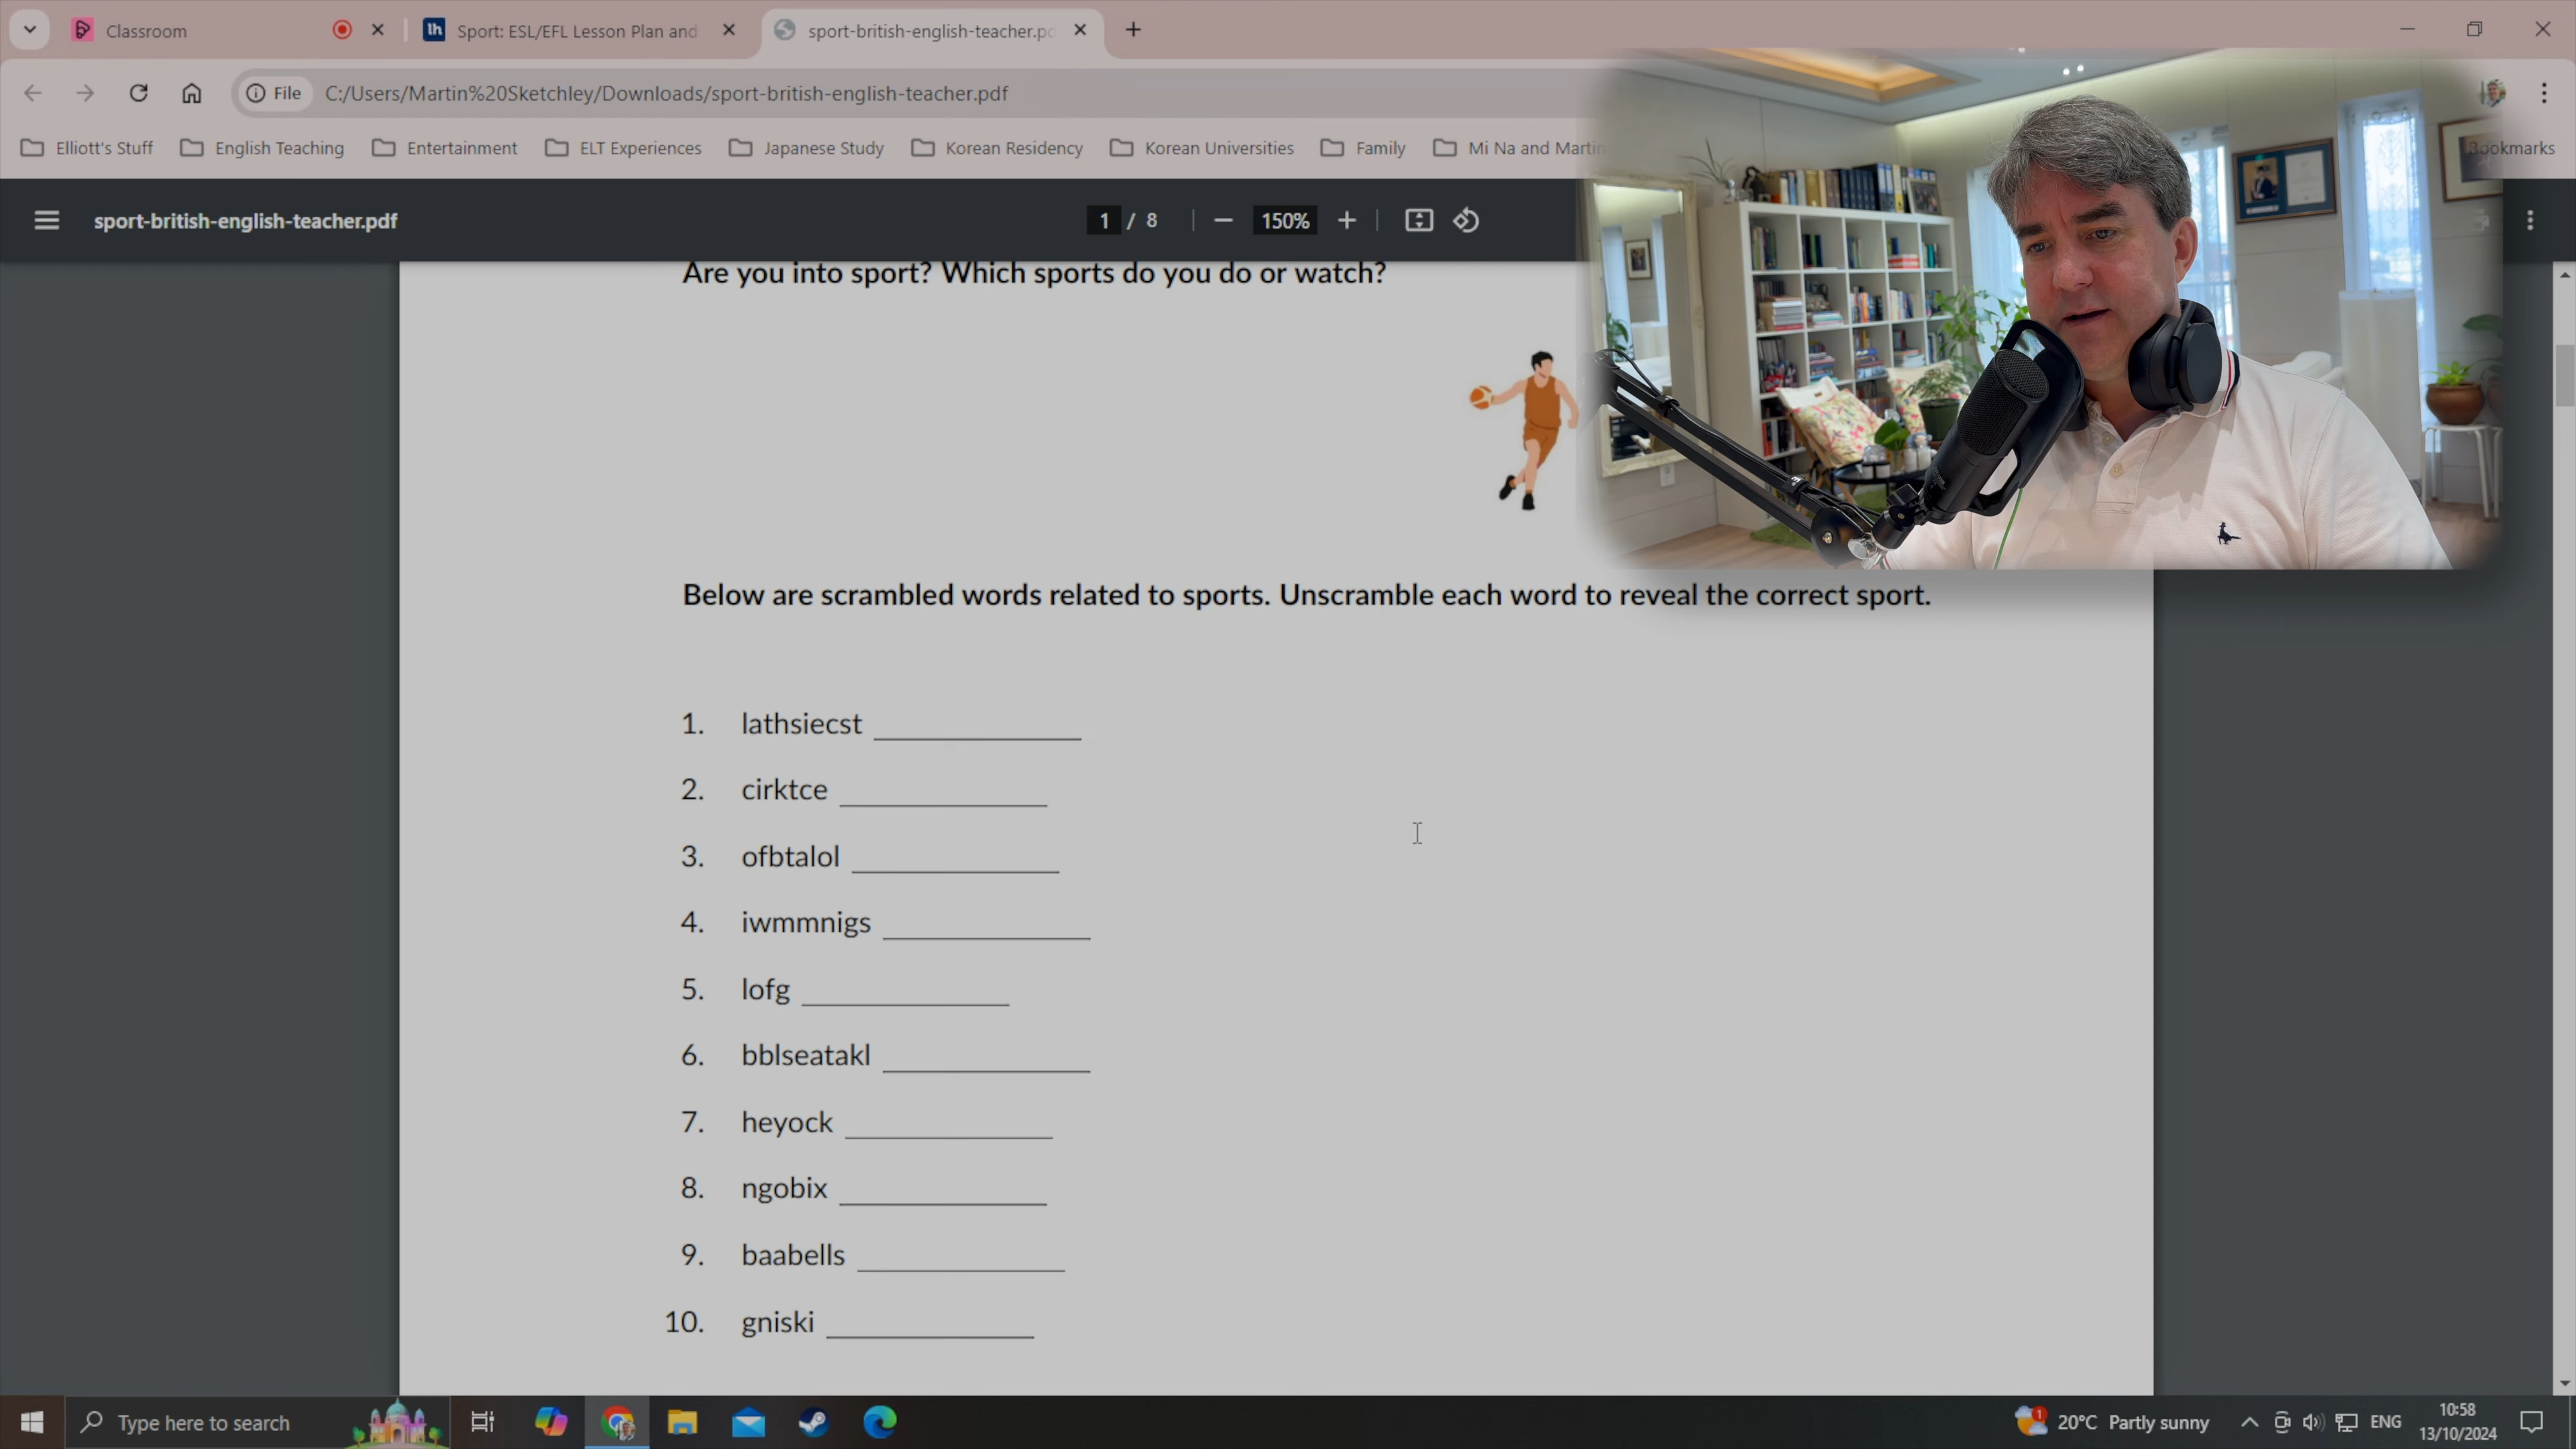 Classroom
Sport: ESL/EFL Lesson Plan and
sport-british-english-teacher.pd
File
C:/Users/Martin%20Sketchley/Downloads/sport-british-english-teacher.pdf
Elliott's Stuff
English Teaching
Entertainment
ELT Experiences
Japanese Study
Korean Residency
Korean Universities
Family
Mi Na and Martin
Bookmarks
sport-british-english-teacher.pdf
1 / 8
150%
Are you into sport? Which sports do you do or watch?
Below are scrambled words related to sports. Unscramble each word to reveal the correct sport.
1. lathsiecst
2. cirktce
3. ofbtalol
4. iwmmnigs
5. lofg
6. bblseatakl
7. heyock
8. ngobix
9. baabells
10. gniski
Type here to search
1
20°C Partly sunny
ENG
10:58
13/10/2024